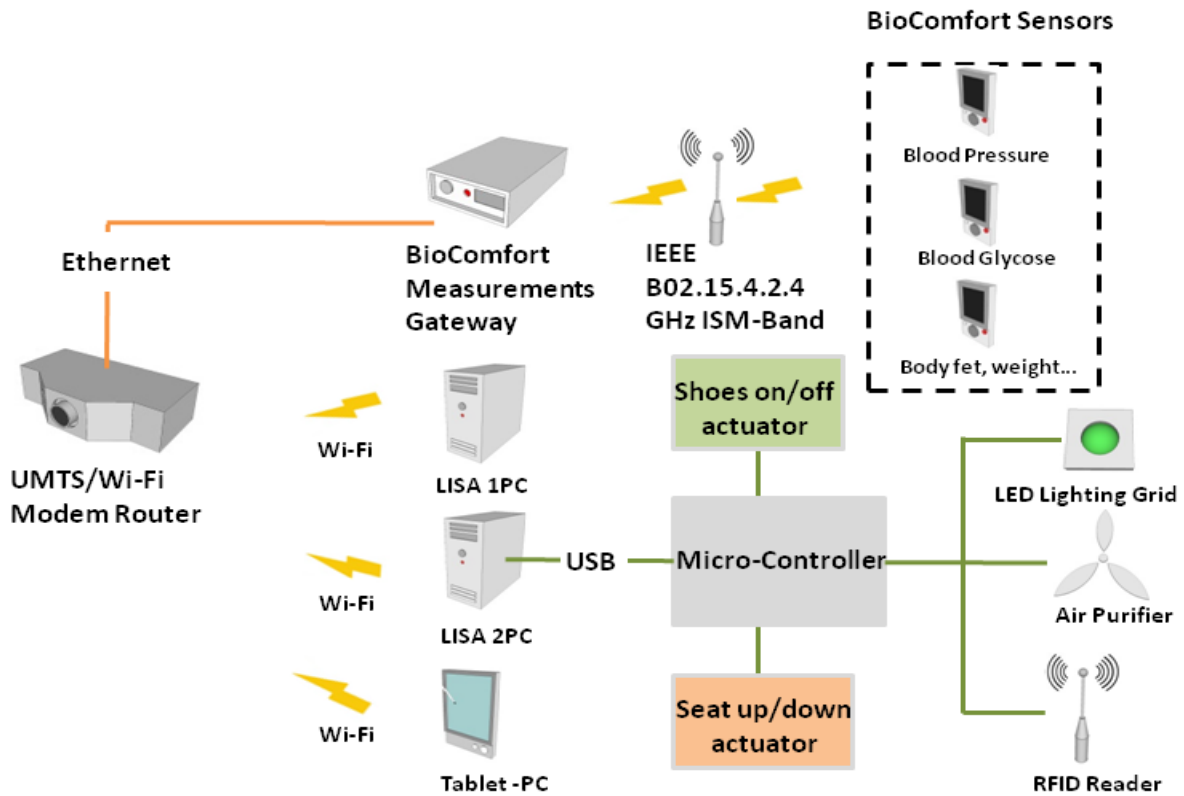 BioComfort Sensors
Blood Pressure
Blood Glycose
Body fet, weight...
Ethernet
BioComfort
Measurements
Gateway
IEEE
B02.15.4.2.4
GHz ISM-Band
UMTS/Wi-Fi
Modem Router
Wi-Fi
LISA 1PC
Wi-Fi
LISA 2PC
Wi-Fi
Tablet -PC
USB
Shoes on/off
actuator
Micro-Controller
Seat up/down
actuator
LED Lighting Grid
Air Purifier
RFID Reader